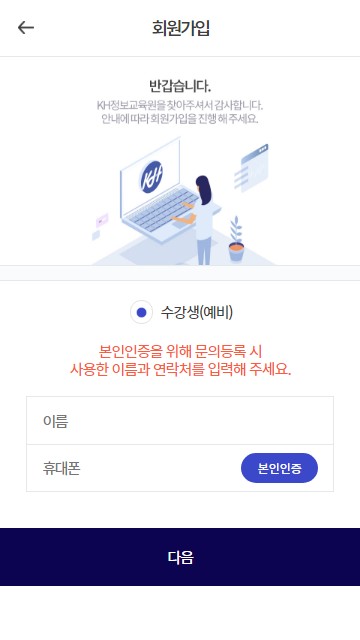 회원가입
반갑습니다.
KH정보교육원을 찾아주셔서 감사합니다.
안내에 따라 회원가입을 진행 해 주세요.
KH
수강생(예비)
본인인증을 위해 문의등록 시
사용한 이름과 연락처를 입력해 주세요.
이름
휴대폰
본인인증
다음